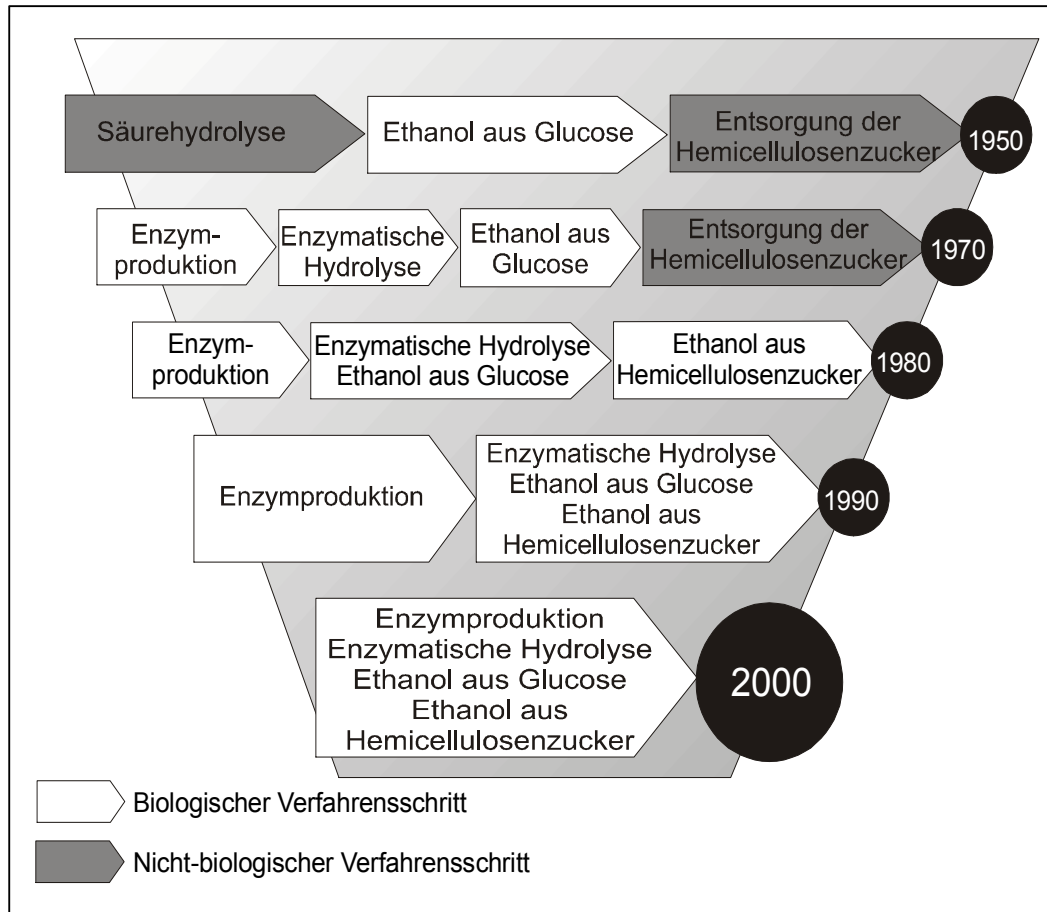 Säurehydrolyse
Ethanol aus Glucose
Entsorgung der
Hemicellulosenzucker
1950
Enzym-
produktion
Enzymatische
Hydrolyse
Ethanol aus
Glucose
Entsorgung der
Hemicellulosenzucker
1970
Enzym-
produktion
Enzymatische Hydrolyse
Ethanol aus Glucose
Ethanol aus
Hemicellulosenzucker
1980
Enzymproduktion
Enzymatische Hydrolyse
Ethanol aus Glucose
Ethanol aus
Hemicellulosenzucker
1990
Enzymproduktion
Enzymatische Hydrolyse
Ethanol aus Glucose
Ethanol aus
Hemicellulosenzucker
2000
Biologischer Verfahrensschritt
Nicht-biologischer Verfahrensschritt